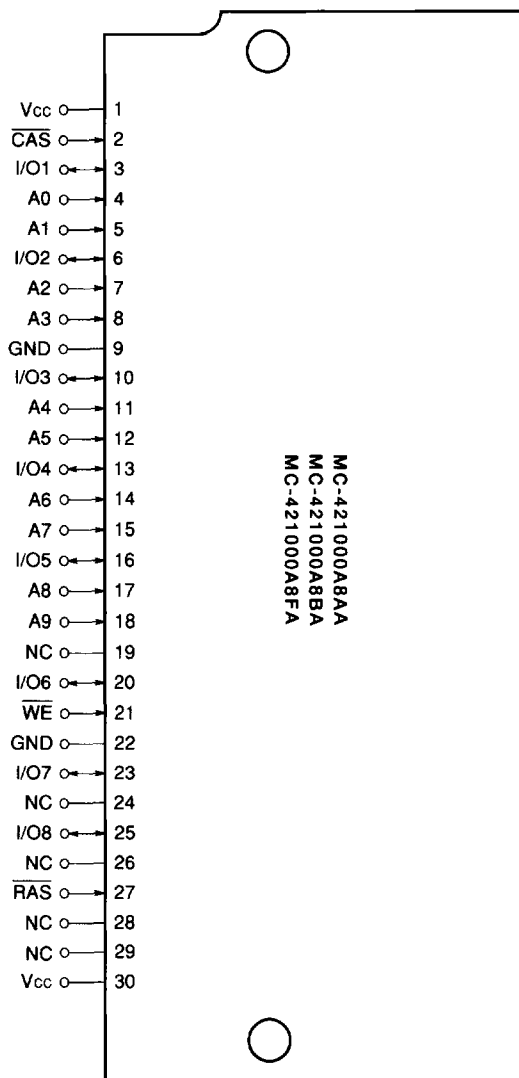 Vcc 1
CAS 2
I/O1 3
A0 4
A1 5
I/O2 6
A2 7
A3 8
GND 9
I/O3 10
A4 11
A5 12
I/O4 13
A6 14
A7 15
I/O5 16
A8 17
A9 18
NC 19
I/O6 20
WE 21
GND 22
I/O7 23
NC 24
I/O8 25
NC 26
RAS 27
NC 28
NC 29
Vcc 30
MC-421000A8AA
MC-421000A8BA
MC-421000A8FA